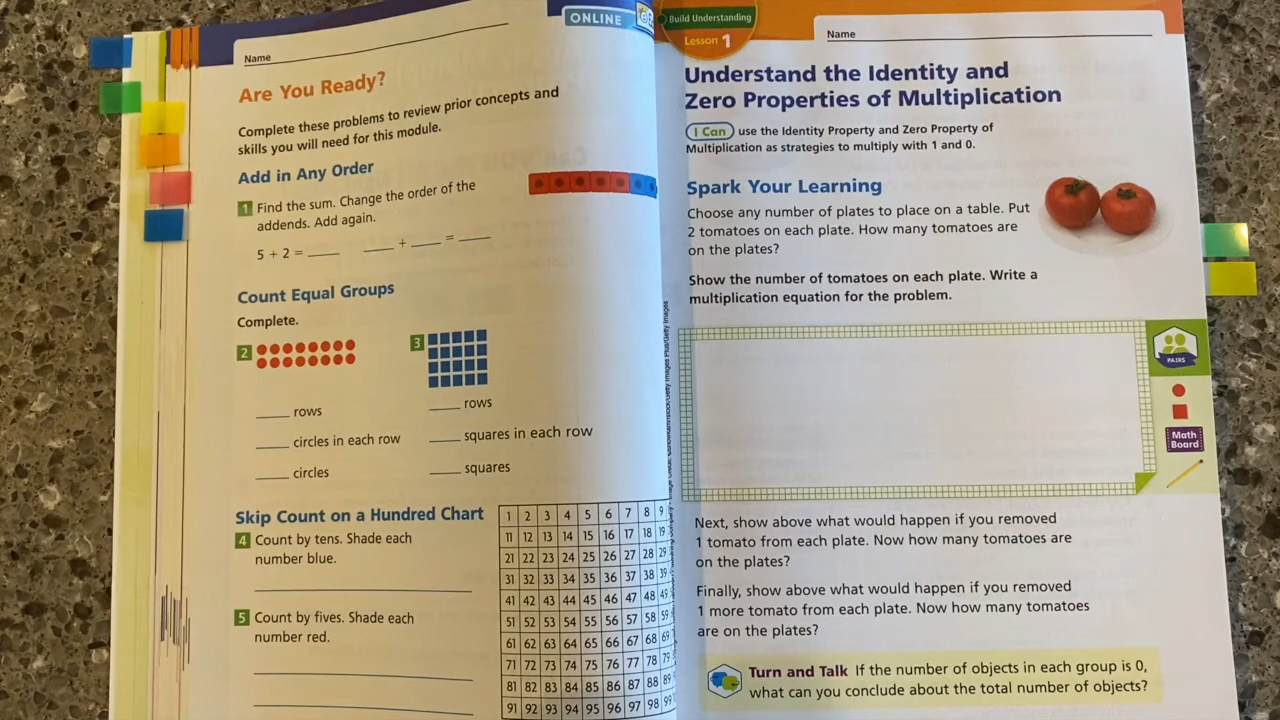 ONLINE
Name
Are You Ready?
Complete these problems to review prior concepts and
skills you will need for this module.
Add in Any Order
1 Find the sum. Change the order of the
addends. Add again.
5 + 2 = ____ ____ + ____ = ____
Count Equal Groups
Complete.
2
____ rows
____ circles in each row
____ circles
3
____ rows
____ squares in each row
____ squares
Skip Count on a Hundred Chart
4 Count by tens. Shade each
number blue.
5 Count by fives. Shade each
number red.
1 2 3 4 5 6 7 8 9
11 12 13 14 15 16 17 18 19
21 22 23 24 25 26 27 28 29
31 32 33 34 35 36 37 38 39
41 42 43 44 45 46 47 48 49
51 52 53 54 55 56 57 58 59
61 62 63 64 65 66 67 68 69
71 72 73 74 75 76 77 78 79
81 82 83 84 85 86 87 88 89
91 92 93 94 95 96 97 98 99
Build Understanding
Lesson 1
Name
Understand the Identity and
Zero Properties of Multiplication
I Can use the Identity Property and Zero Property of
Multiplication as strategies to multiply with 1 and 0.
Spark Your Learning
Choose any number of plates to place on a table. Put
2 tomatoes on each plate. How many tomatoes are
on the plates?
Show the number of tomatoes on each plate. Write a
multiplication equation for the problem.
PAIRS
Math
Board
Next, show above what would happen if you removed
1 tomato from each plate. Now how many tomatoes are
on the plates?
Finally, show above what would happen if you removed
1 more tomato from each plate. Now how many tomatoes
are on the plates?
Turn and Talk If the number of objects in each group is 0,
what can you conclude about the total number of objects?